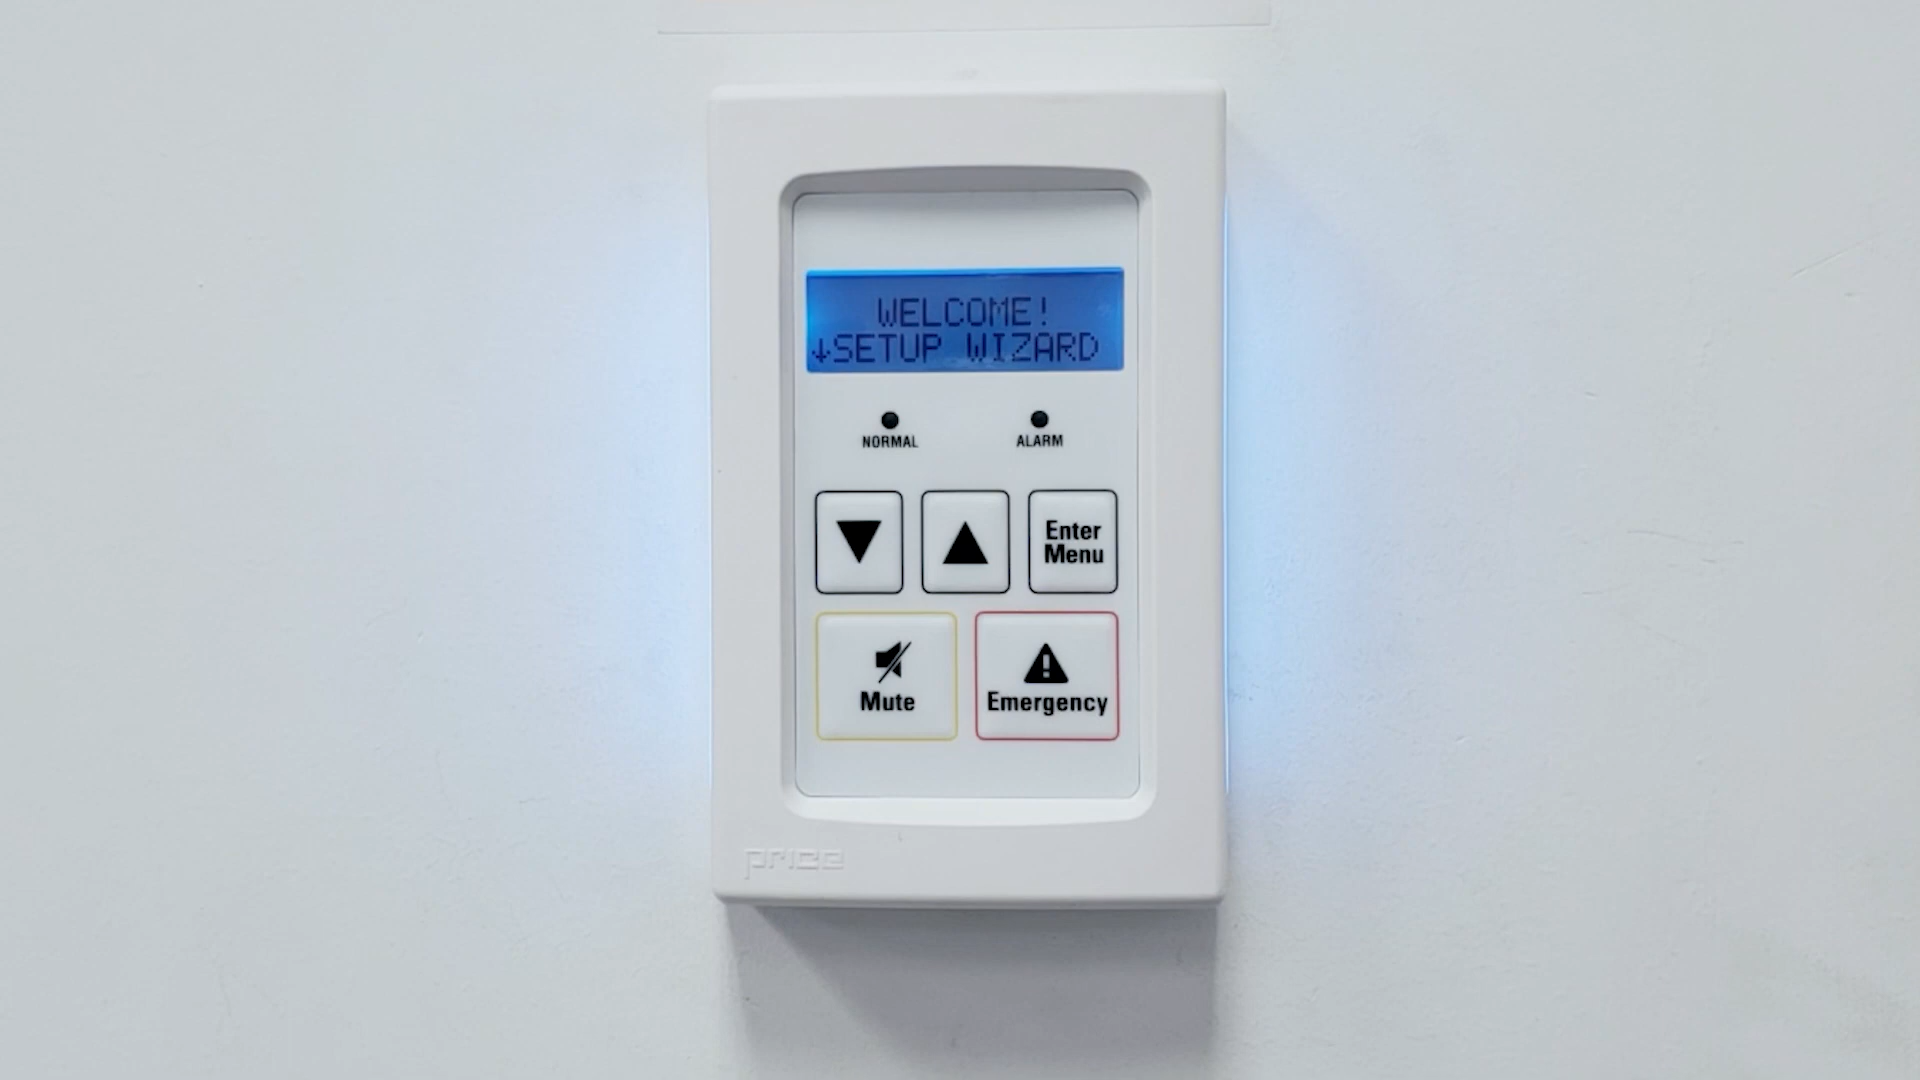 WELCOME!
↓SETUP WIZARD
NORMAL
ALARM
Enter
Menu
Mute
Emergency
price